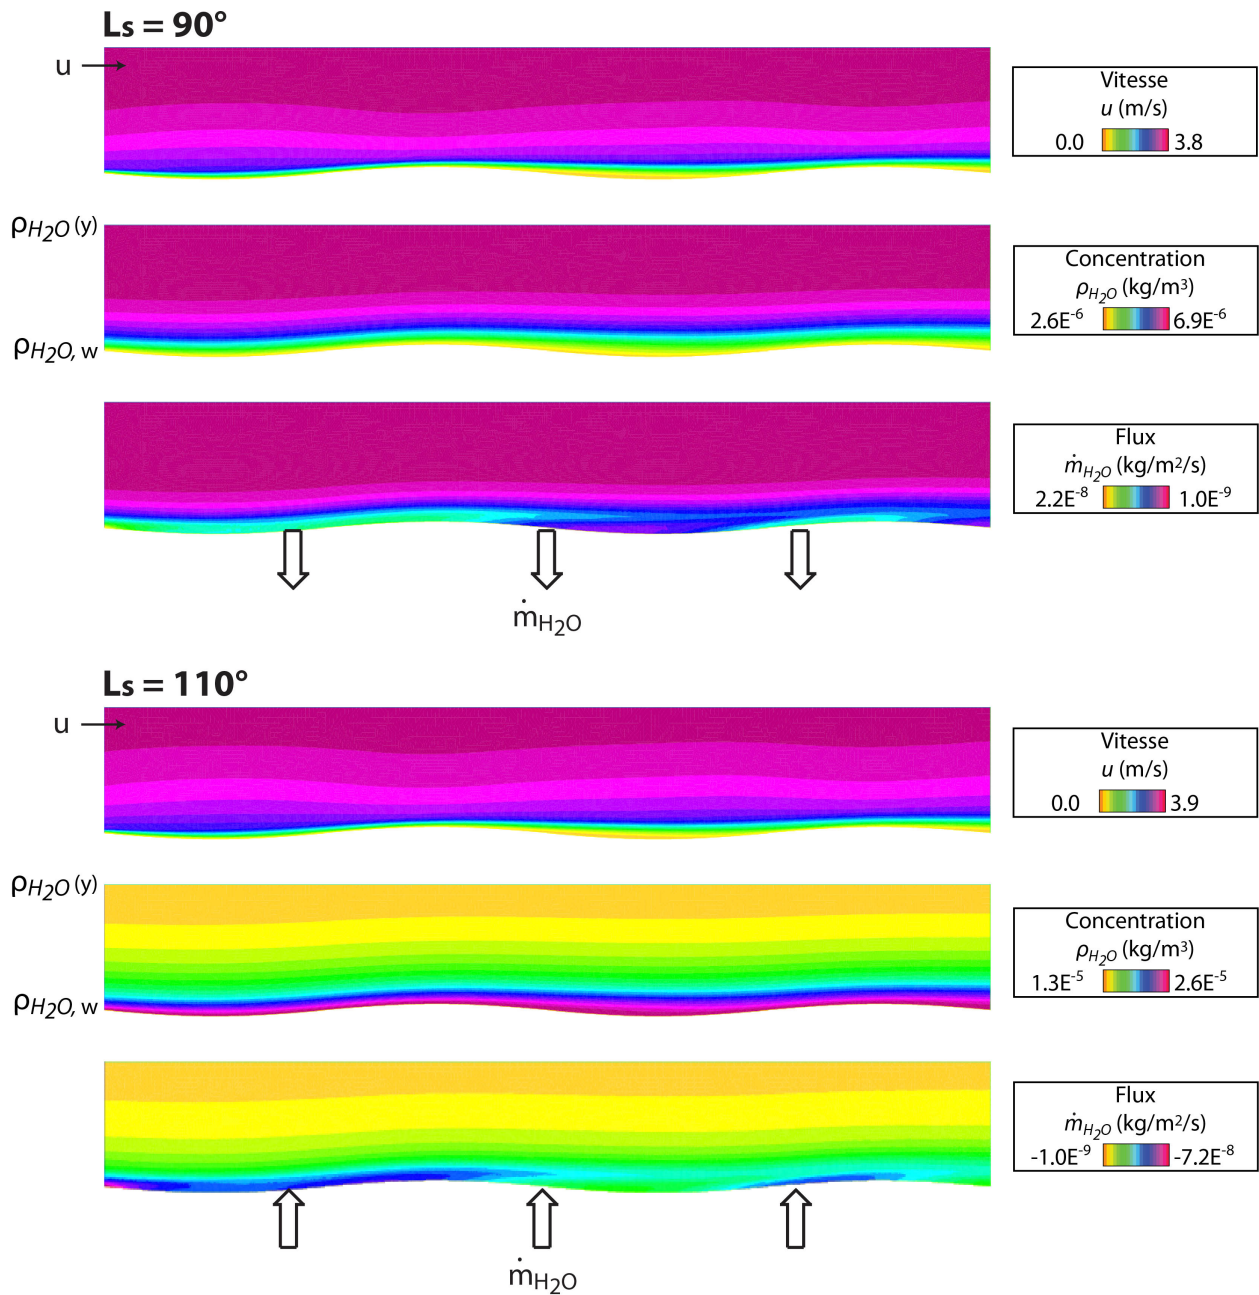 Ls = 90°
u
Vitesse
u (m/s)
0.0 3.8
ρH2O (y)
ρH2O, w
Concentration
ρH2O (kg/m3)
2.6E-6 6.9E-6
Flux
ṁH2O (kg/m2/s)
2.2E-8 1.0E-9
ṁH2O
Ls = 110°
u
Vitesse
u (m/s)
0.0 3.9
ρH2O (y)
ρH2O, w
Concentration
ρH2O (kg/m3)
1.3E-5 2.6E-5
Flux
ṁH2O (kg/m2/s)
-1.0E-9 -7.2E-8
ṁH2O